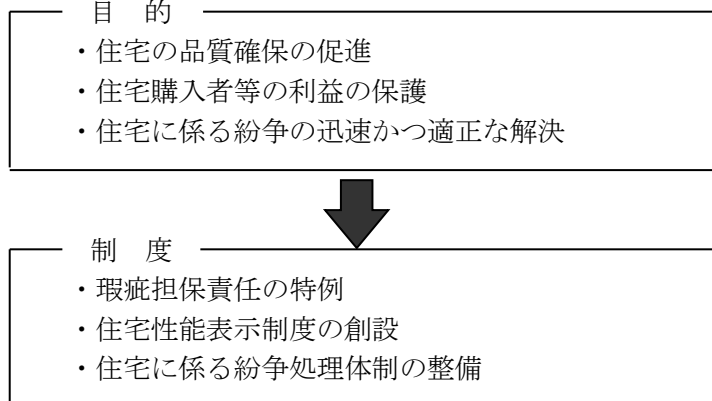 目 的
・住宅の品質確保の促進
・住宅購入者等の利益の保護
・住宅に係る紛争の迅速かつ適正な解決
制 度
・瑕疵担保責任の特例
・住宅性能表示制度の創設
・住宅に係る紛争処理体制の整備